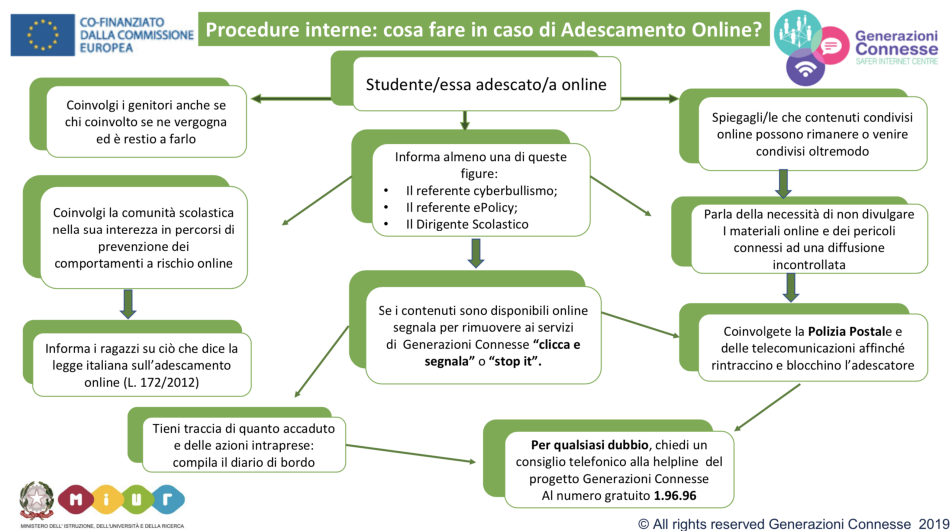 CO-FINANZIATO
DALLA COMMISSIONE
EUROPEA
Procedure interne: cosa fare in caso di Adescamento Online?
Generazioni
Connesse
SAFER INTERNET CENTRE
Studente/essa adescato/a online
Coinvolgi i genitori anche se
chi coinvolto se ne vergogna
ed è restio a farlo
Informa almeno una di queste
figure:
• Il referente cyberbullismo;
• Il referente ePolicy;
• Il Dirigente Scolastico
Spiegagli/le che contenuti condivisi
online possono rimanere o venire
condivisi oltremodo
Coinvolgi la comunità scolastica
nella sua interezza in percorsi di
prevenzione dei
comportamenti a rischio online
Parla della necessità di non divulgare
I materiali online e dei pericoli
connessi ad una diffusione
incontrollata
Se i contenuti sono disponibili online
segnala per rimuovere ai servizi
di Generazioni Connesse “clicca e
segnala” o “stop it”.
Informa i ragazzi su ciò che dice la
legge italiana sull’adescamento
online (L. 172/2012)
Coinvolgete la Polizia Postale e
delle telecomunicazioni affinché
rintraccino e blocchino l’adescatore
Tieni traccia di quanto accaduto
e delle azioni intraprese:
compila il diario di bordo
Per qualsiasi dubbio, chiedi un
consiglio telefonico alla helpline del
progetto Generazioni Connesse
Al numero gratuito 1.96.96
miur
MINISTERO DELL’ISTRUZIONE, DELL’UNIVERSITÀ E DELLA RICERCA
© All rights reserved Generazioni Connesse 2019